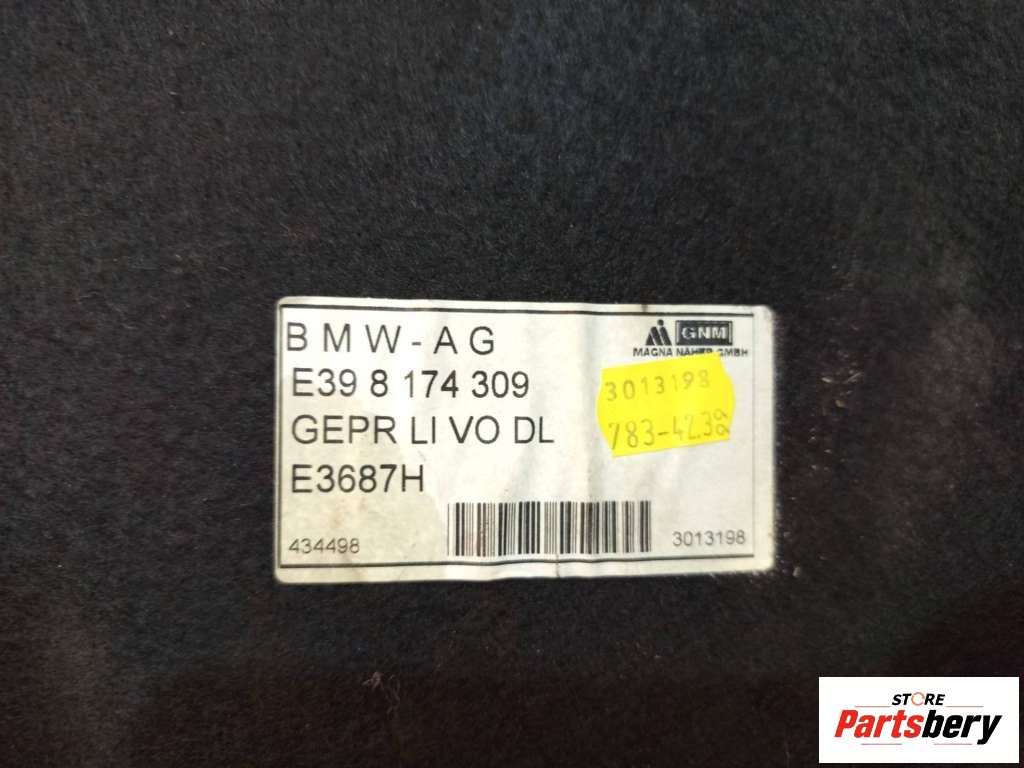 BMW-AG
GNM
MAGNA NAHER GMBH
E39 8 174 309
3013198
783-4239
GEPR LI VO DL
E3687H
434498
3013198
STORE
Partsbery